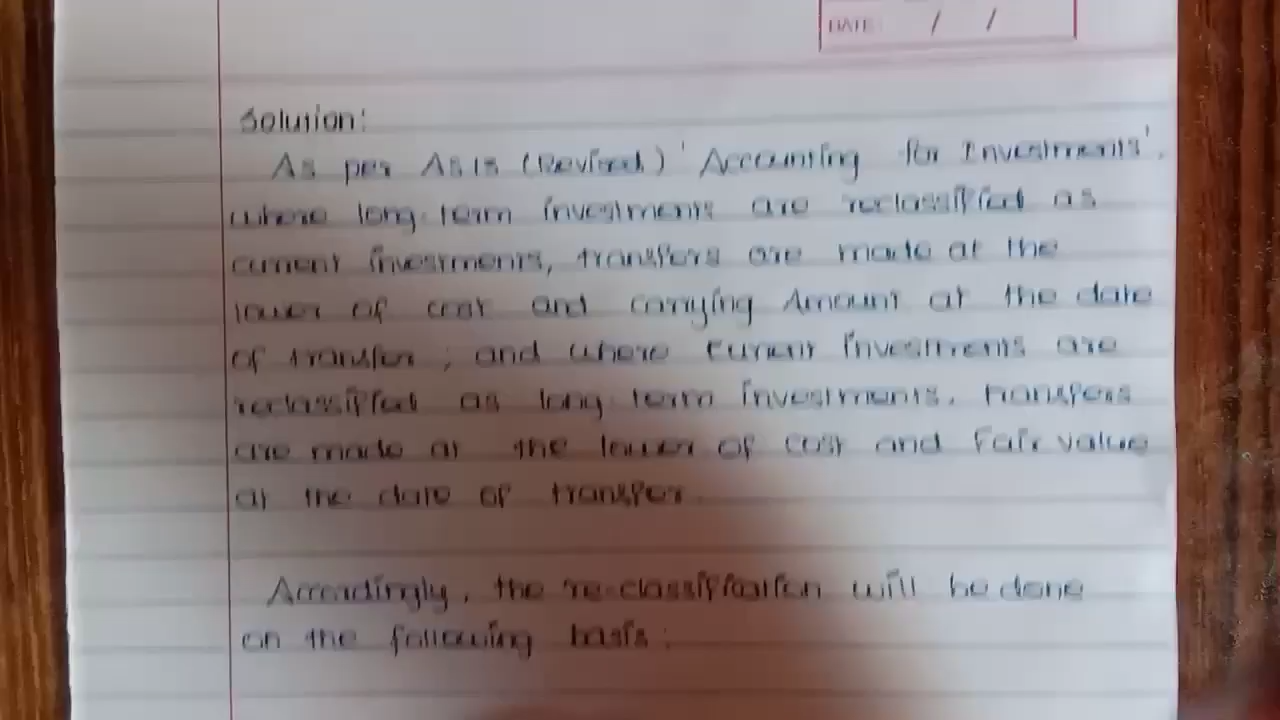 DATE: / /
Solution:
As per AS 13 (Revised) 'Accounting for Investments',
where long-term investments are reclassified as
current investments, transfers are made at the
lower of cost and carrying Amount at the date
of transfer; and where current investments are
reclassified as long term investments, transfers
are made at the lower of cost and Fair value
at the date of transfer.
Accordingly, the re-classification will be done
on the following basis: